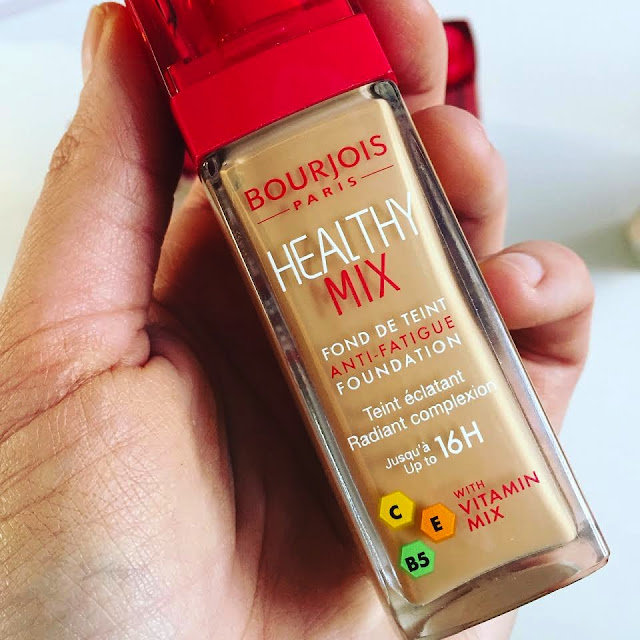 BOURJOIS
PARIS
HEALTHY
MIX
FOND DE TEINT
ANTI-FATIGUE
FOUNDATION
Teint éclatant
Radiant complexion
Jusqu'à
Up to 16H
C
E
B5
WITH
VITAMIN
MIX